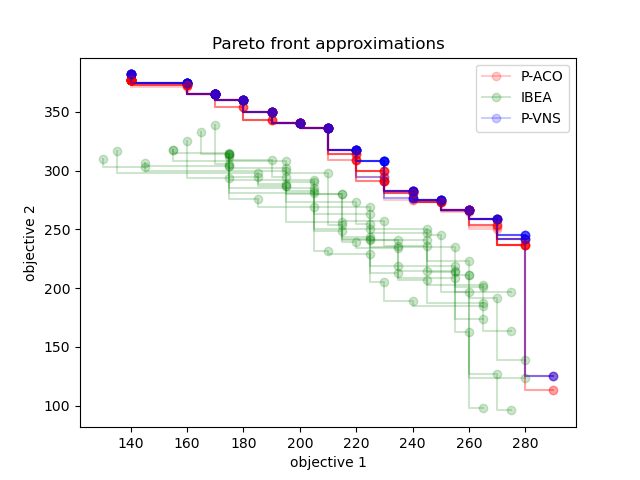 Pareto front approximations
P-ACO
IBEA
P-VNS
objective 2
350
300
250
200
150
100
140 160 180 200 220 240 260 280
objective 1